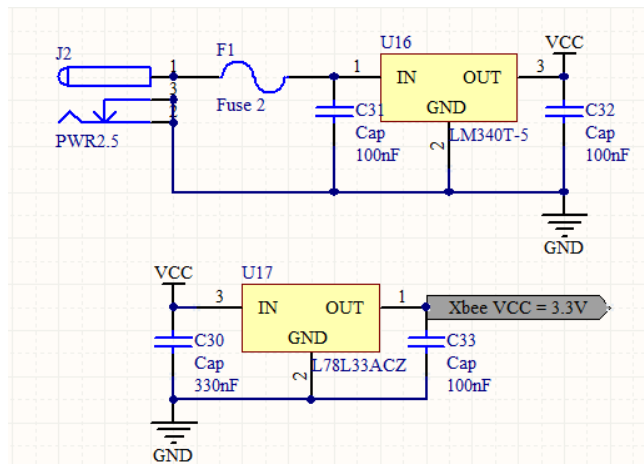 J2
1
3
2
PWR2.5
F1
Fuse 2
U16
1
IN
OUT
3
GND
2
LM340T-5
C31
Cap
100nF
VCC
C32
Cap
100nF
GND
VCC
U17
3
IN
OUT
1
GND
2
L78L33ACZ
Xbee VCC = 3.3V
C30
Cap
330nF
C33
Cap
100nF
GND